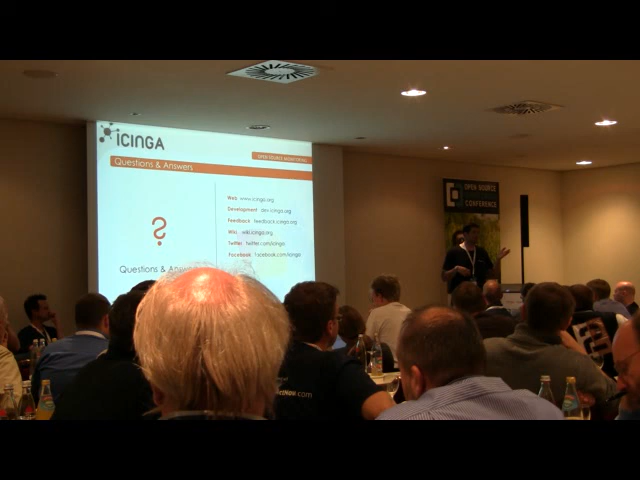 ICINGA
Questions & Answers
OPEN SOURCE MONITORING
Web www.icinga.org
Development dev.icinga.org
Feedback feedback.icinga.org
Wiki wiki.icinga.org
Twitter twitter.com/icinga
Facebook facebook.com/icinga
?
Questions &
OPEN SOURCE
CONFERENCE
.com